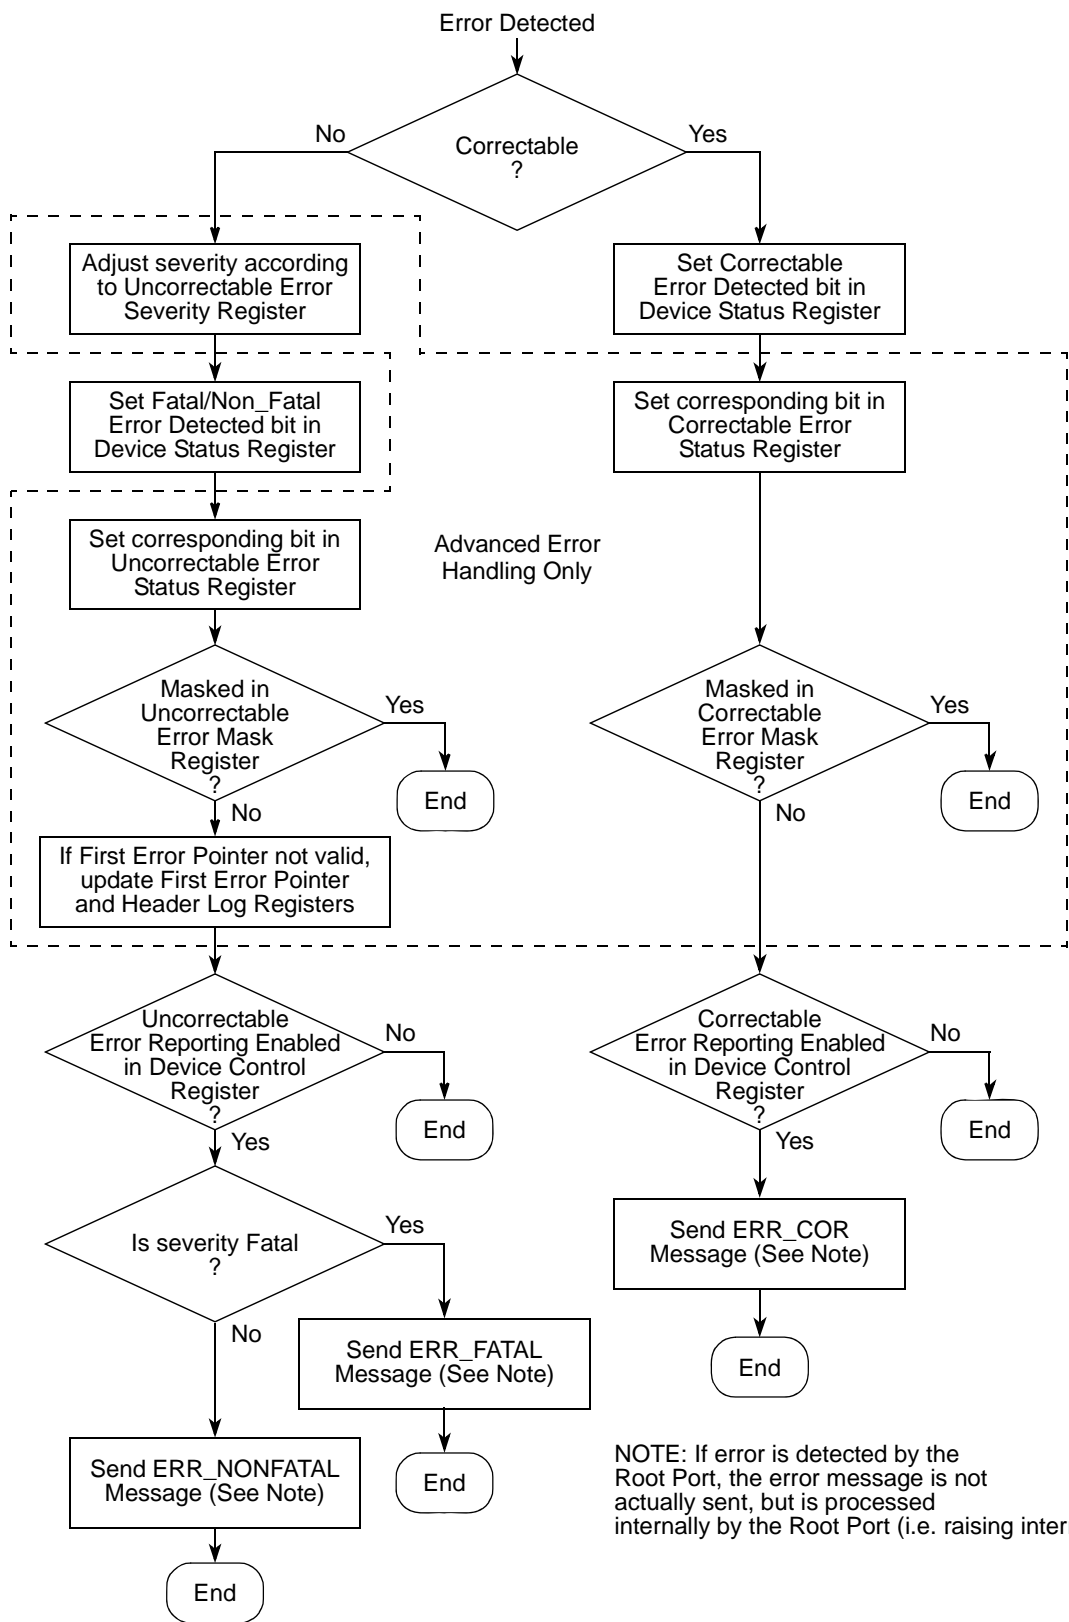 Error Detected
Correctable
?
No
Yes
Adjust severity according
to Uncorrectable Error
Severity Register
Set Correctable
Error Detected bit in
Device Status Register
Set Fatal/Non_Fatal
Error Detected bit in
Device Status Register
Set corresponding bit in
Correctable Error
Status Register
Set corresponding bit in
Uncorrectable Error
Status Register
Advanced Error
Handling Only
Masked in
Uncorrectable
Error Mask
Register
?
Yes
End
No
Masked in
Correctable
Error Mask
Register
?
Yes
End
No
If First Error Pointer not valid,
update First Error Pointer
and Header Log Registers
Uncorrectable
Error Reporting Enabled
in Device Control
Register
?
No
End
Yes
Correctable
Error Reporting Enabled
in Device Control
Register
?
No
End
Yes
Is severity Fatal
?
Yes
No
Send ERR_COR
Message (See Note)
End
Send ERR_FATAL
Message (See Note)
End
Send ERR_NONFATAL
Message (See Note)
End
NOTE: If error is detected by the
Root Port, the error message is not
actually sent, but is processed
internally by the Root Port (i.e. raising